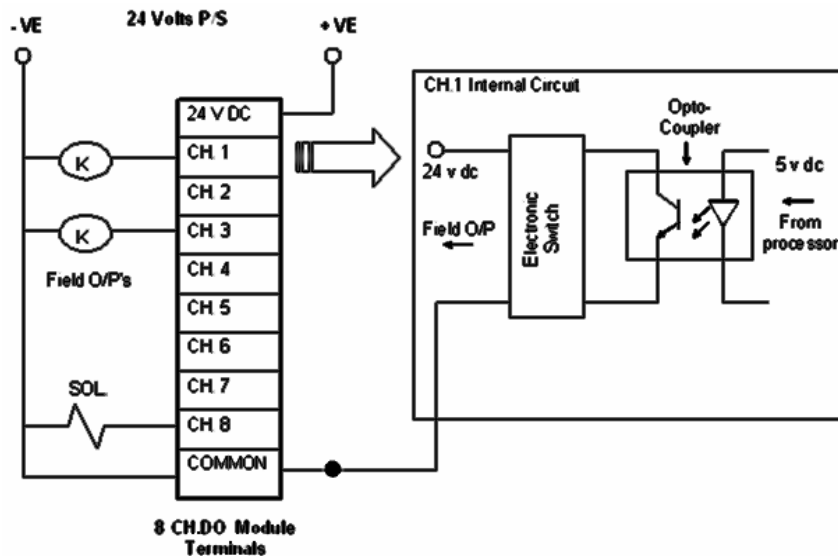 24 Volts P/S
- VE
+ VE
24 V DC
CH. 1
CH. 2
CH. 3
CH. 4
CH. 5
CH. 6
CH. 7
CH. 8
COMMON
K
K
Field O/P's
SOL.
8 CH.DO Module
Terminals
CH.1 Internal Circuit
Opto-
Coupler
24 v dc
5v dc
Field O/P
Electronic
Switch
From
processor